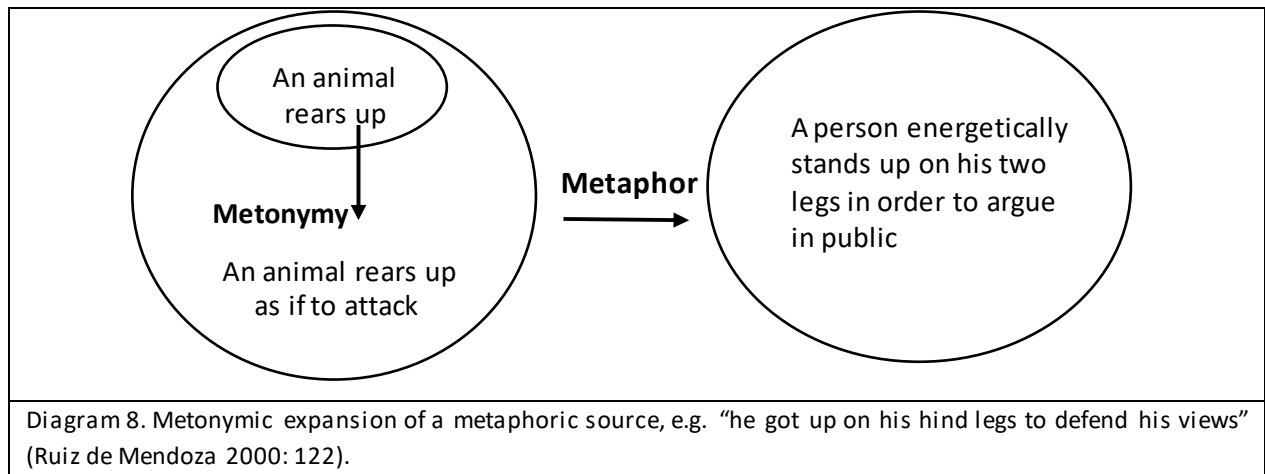 An animal
rears up
Metonymy
An animal rears up
as if to attack
Metaphor
A person energetically
stands up on his two
legs in order to argue
in public
Diagram 8. Metonymic expansion of a metaphoric source, e.g. “he got up on his hind legs to defend his views”
(Ruiz de Mendoza 2000: 122).